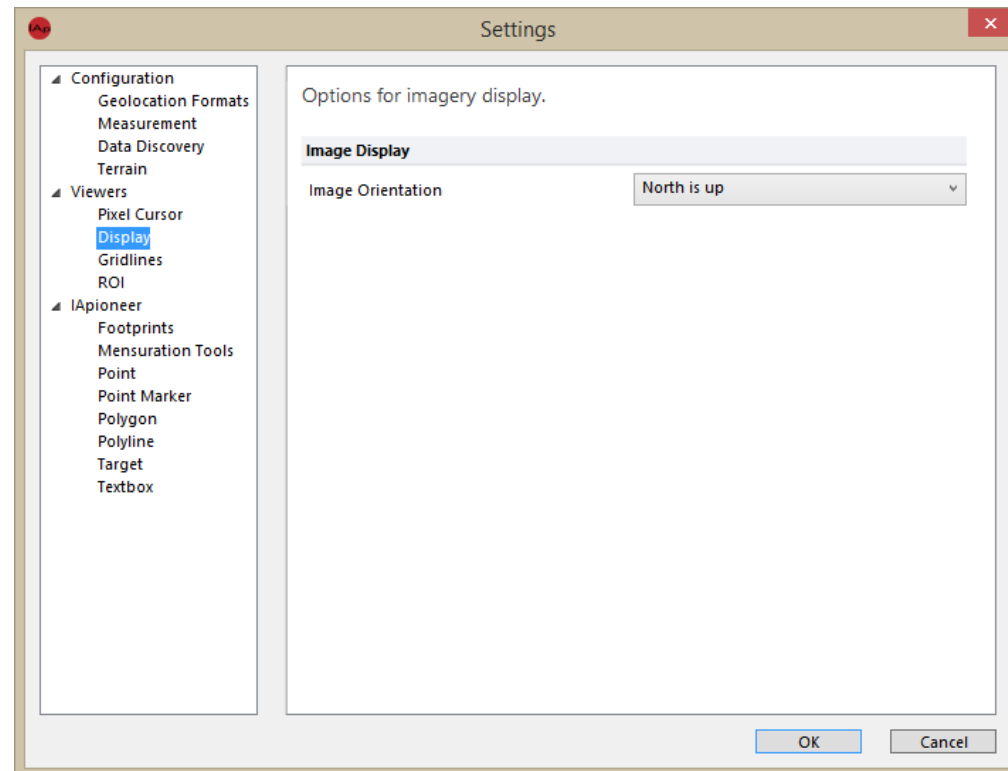 IAp
Settings
Configuration
Geolocation Formats
Measurement
Data Discovery
Terrain
Viewers
Pixel Cursor
Display
Gridlines
ROI
IApioneer
Footprints
Mensuration Tools
Point
Point Marker
Polygon
Polyline
Target
Textbox
Options for imagery display.
Image Display
Image Orientation North is up
OK Cancel